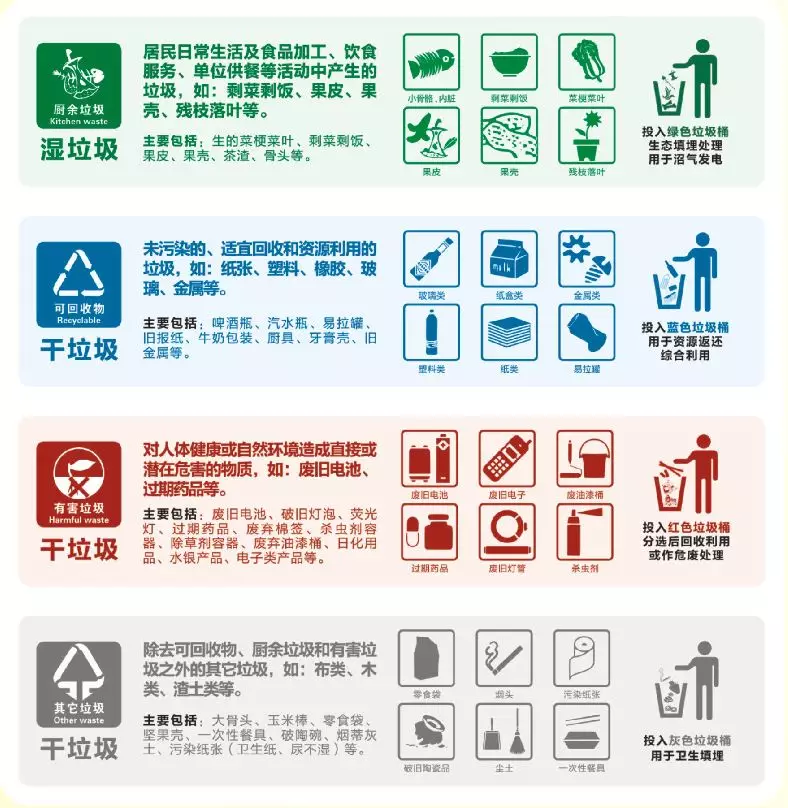 厨余垃圾
Kitchen waste
湿垃圾
居民日常生活及食品加工、饮食
服务、单位供餐等活动中产生的
垃圾，如：剩菜剩饭、果皮、果
壳、残枝落叶等。
主要包括：生的菜梗菜叶、剩菜剩饭、
果皮、果壳、茶渣、骨头等。
小骨骼、内脏
剩菜剩饭
菜梗菜叶
果皮
果壳
残枝落叶
投入绿色垃圾桶
生态填埋处理
用于沼气发电
可回收物
Recyclable
干垃圾
未污染的、适宜回收和资源利用的
垃圾，如：纸张、塑料、橡胶、玻
璃、金属等。
主要包括：啤酒瓶、汽水瓶、易拉罐、
旧报纸、牛奶包装、厨具、牙膏壳、旧
金属等。
milk
玻璃类
纸盒类
金属类
塑料类
纸类
易拉罐
投入蓝色垃圾桶
用于资源返还
综合利用
有害垃圾
Harmful waste
干垃圾
对人体健康或自然环境造成直接或
潜在危害的物质，如：废旧电池、
过期药品等。
主要包括：废旧电池、破旧灯泡、荧光
灯、过期药品、废弃棉签、杀虫剂容
器、除草剂容器、废弃油漆桶、日化用
品、水银产品、电子类产品等。
废旧电池
废旧电子
废油漆桶
过期药品
废旧灯管
杀虫剂
投入红色垃圾桶
分选后回收利用
或作危废处理
其它垃圾
Other waste
干垃圾
除去可回收物、厨余垃圾和有害垃
圾之外的其它垃圾，如：布类、木
类、渣土类等。
主要包括：大骨头、玉米棒、零食袋、
坚果壳、一次性餐具、破陶碗、烟蒂灰
土、污染纸张（卫生纸、尿不湿）等。
零食袋
烟头
污染纸张
破旧陶瓷品
尘土
一次性餐具
投入灰色垃圾桶
用于卫生填埋